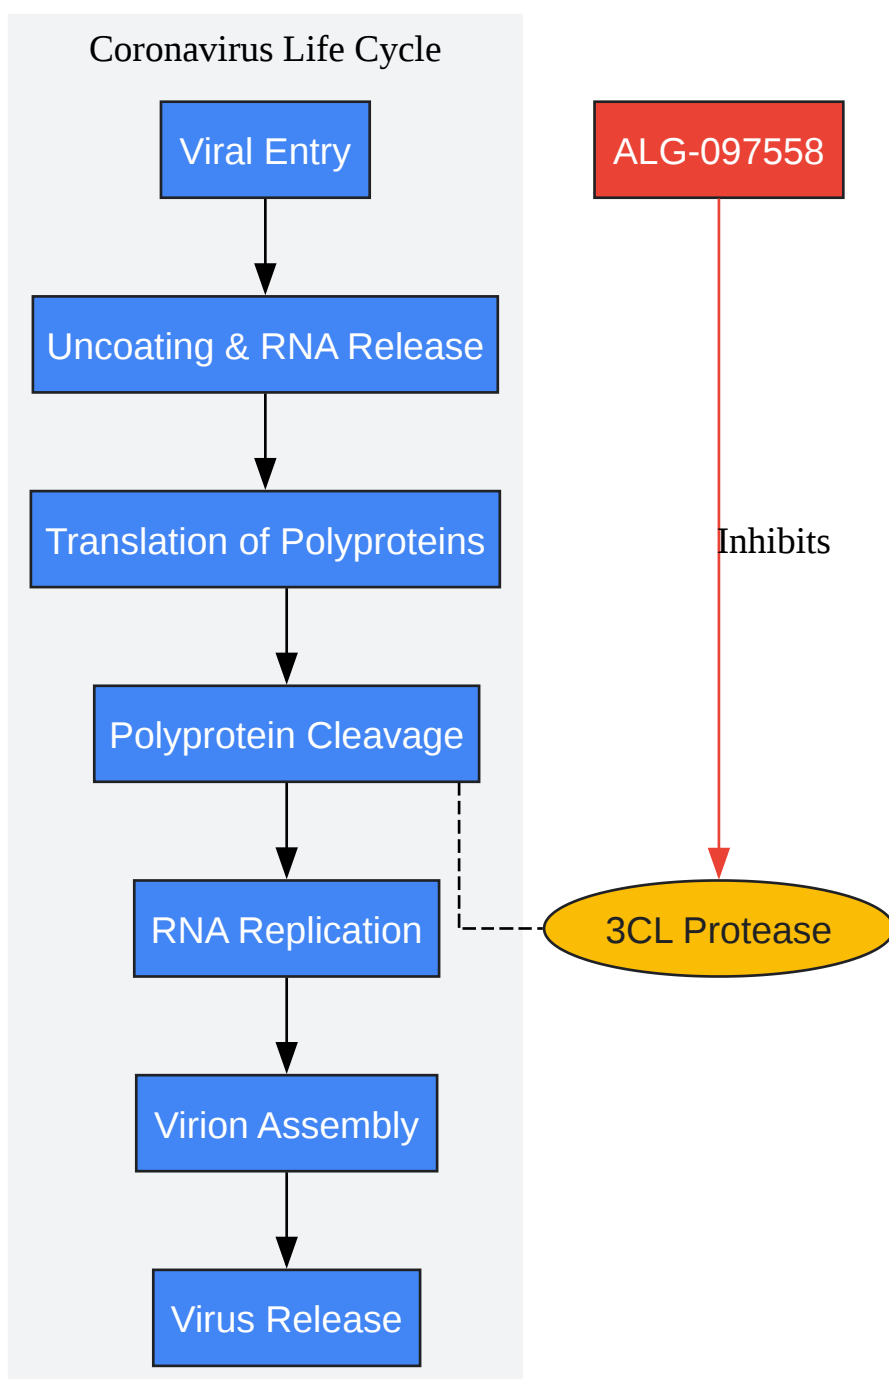 Coronavirus Life Cycle
Viral Entry
ALG-097558
Uncoating & RNA Release
Translation of Polyproteins
Inhibits
Polyprotein Cleavage
RNA Replication
3CL Protease
Virion Assembly
Virus Release